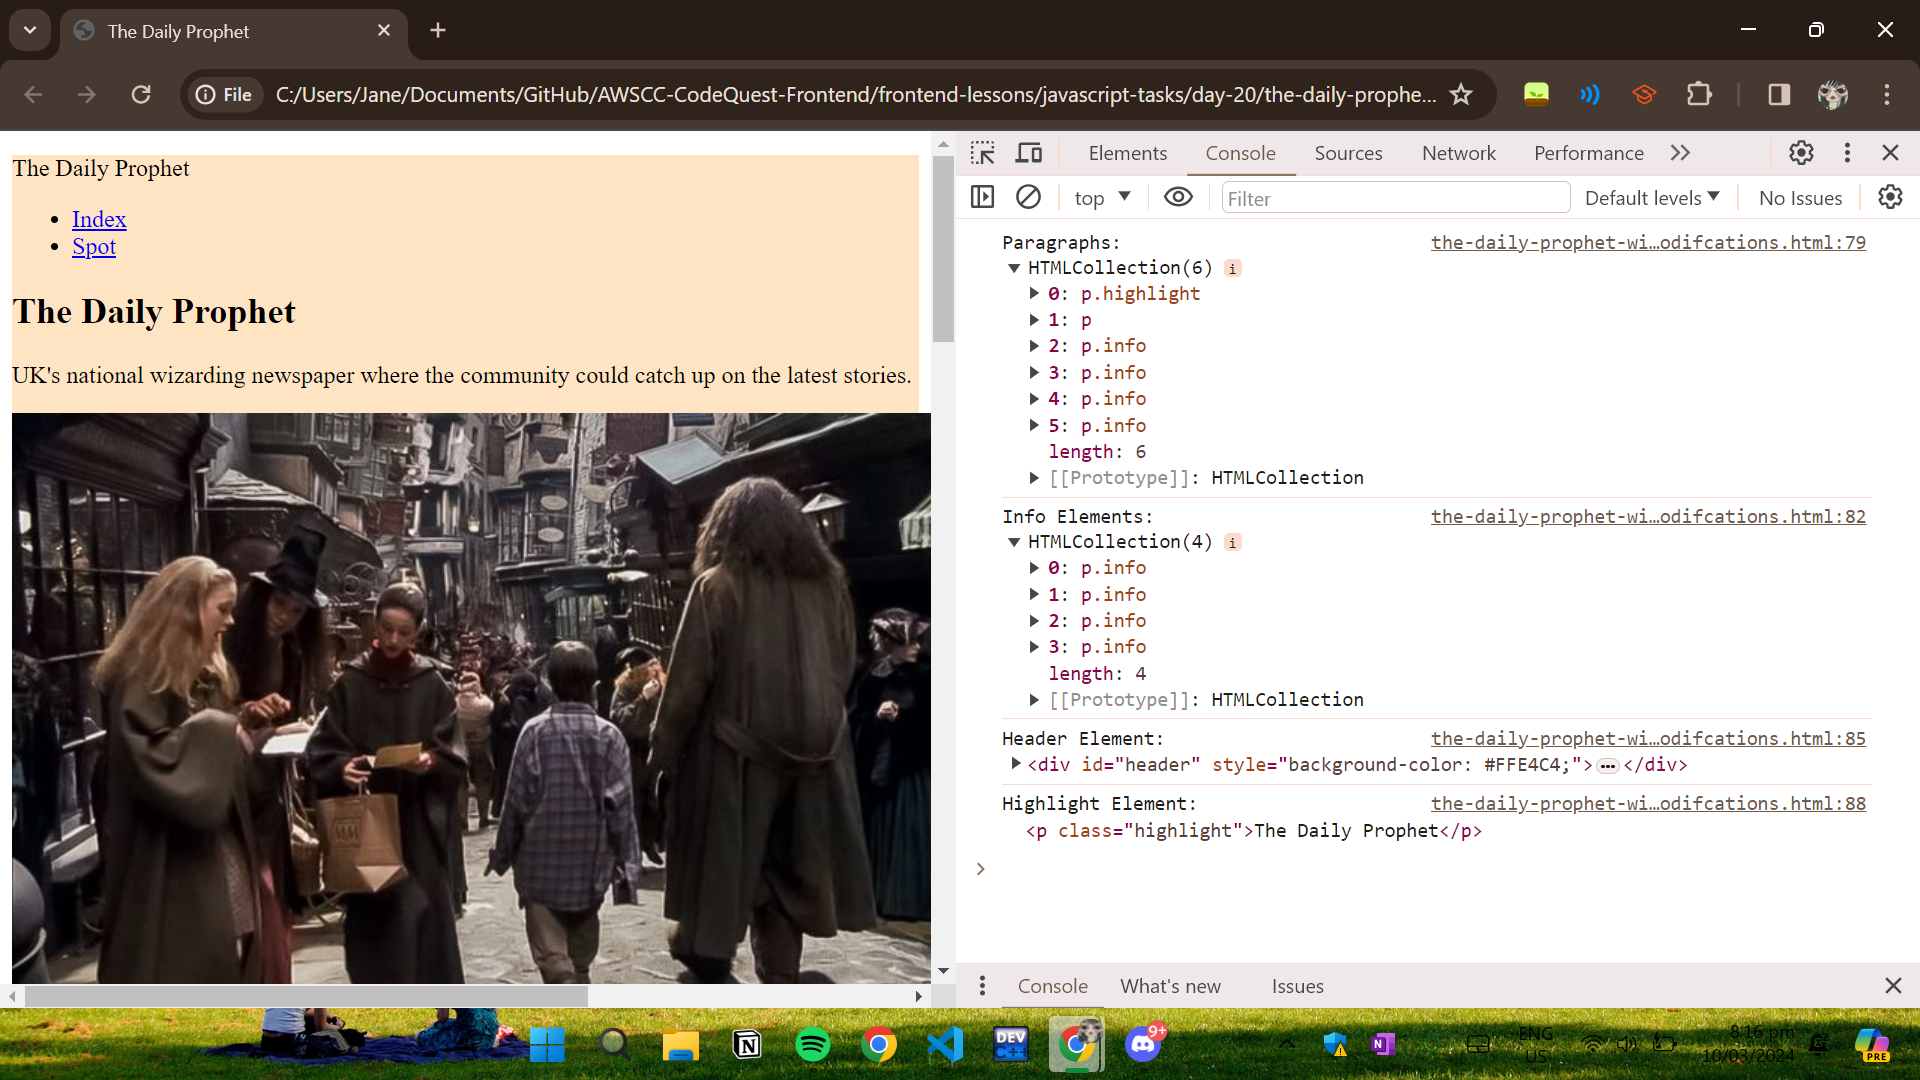 The Daily Prophet
File
C:/Users/Jane/Documents/GitHub/AWSCC-CodeQuest-Frontend/frontend-lessons/javascript-tasks/day-20/the-daily-prophe...
The Daily Prophet
Index
Spot
The Daily Prophet
UK's national wizarding newspaper where the community could catch up on the latest stories.
Elements Console Sources Network Performance
top Filter Default levels No Issues
Paragraphs: the-daily-prophet-wi…odifcations.html:79
HTMLCollection(6) i
0: p.highlight
1: p
2: p.info
3: p.info
4: p.info
5: p.info
length: 6
[[Prototype]]: HTMLCollection
Info Elements: the-daily-prophet-wi…odifcations.html:82
HTMLCollection(4) i
0: p.info
1: p.info
2: p.info
3: p.info
length: 4
[[Prototype]]: HTMLCollection
Header Element: the-daily-prophet-wi…odifcations.html:85
<div id="header" style="background-color: #FFE4C4;">…</div>
Highlight Element: the-daily-prophet-wi…odifcations.html:88
<p class="highlight">The Daily Prophet</p>
Console What's new Issues
DEV C++
9+
ENG
US
8:16 pm
10/03/2024
PRE